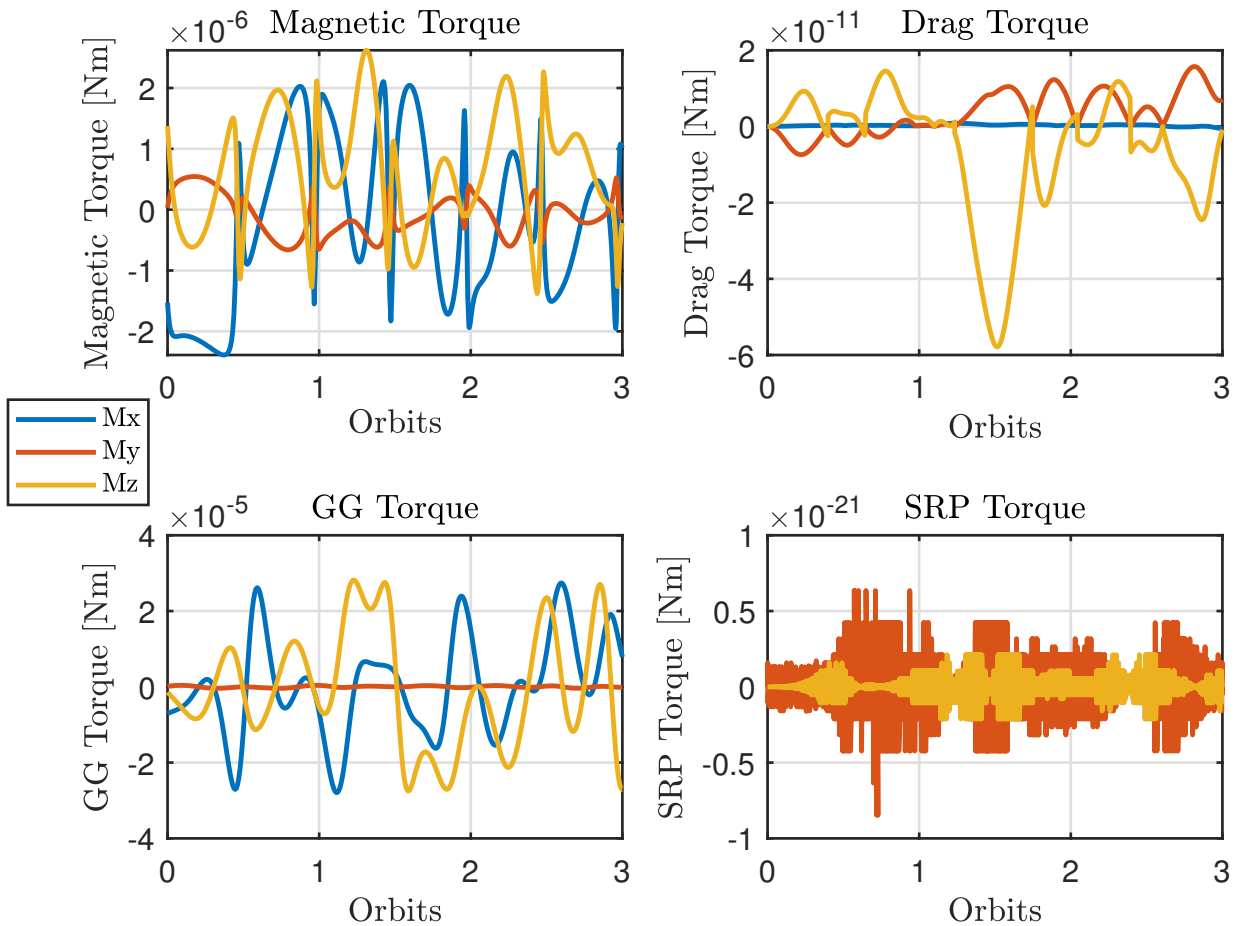 ×10⁻⁶ Magnetic Torque
Magnetic Torque [Nm]
2
1
0
-1
-2
0 1 2 3
Orbits
×10⁻¹¹ Drag Torque
Drag Torque [Nm]
2
0
-2
-4
-6
0 1 2 3
Orbits
Mx
My
Mz
×10⁻⁵ GG Torque
GG Torque [Nm]
4
2
0
-2
-4
0 1 2 3
Orbits
×10⁻²¹ SRP Torque
SRP Torque [Nm]
1
0.5
0
-0.5
-1
0 1 2 3
Orbits